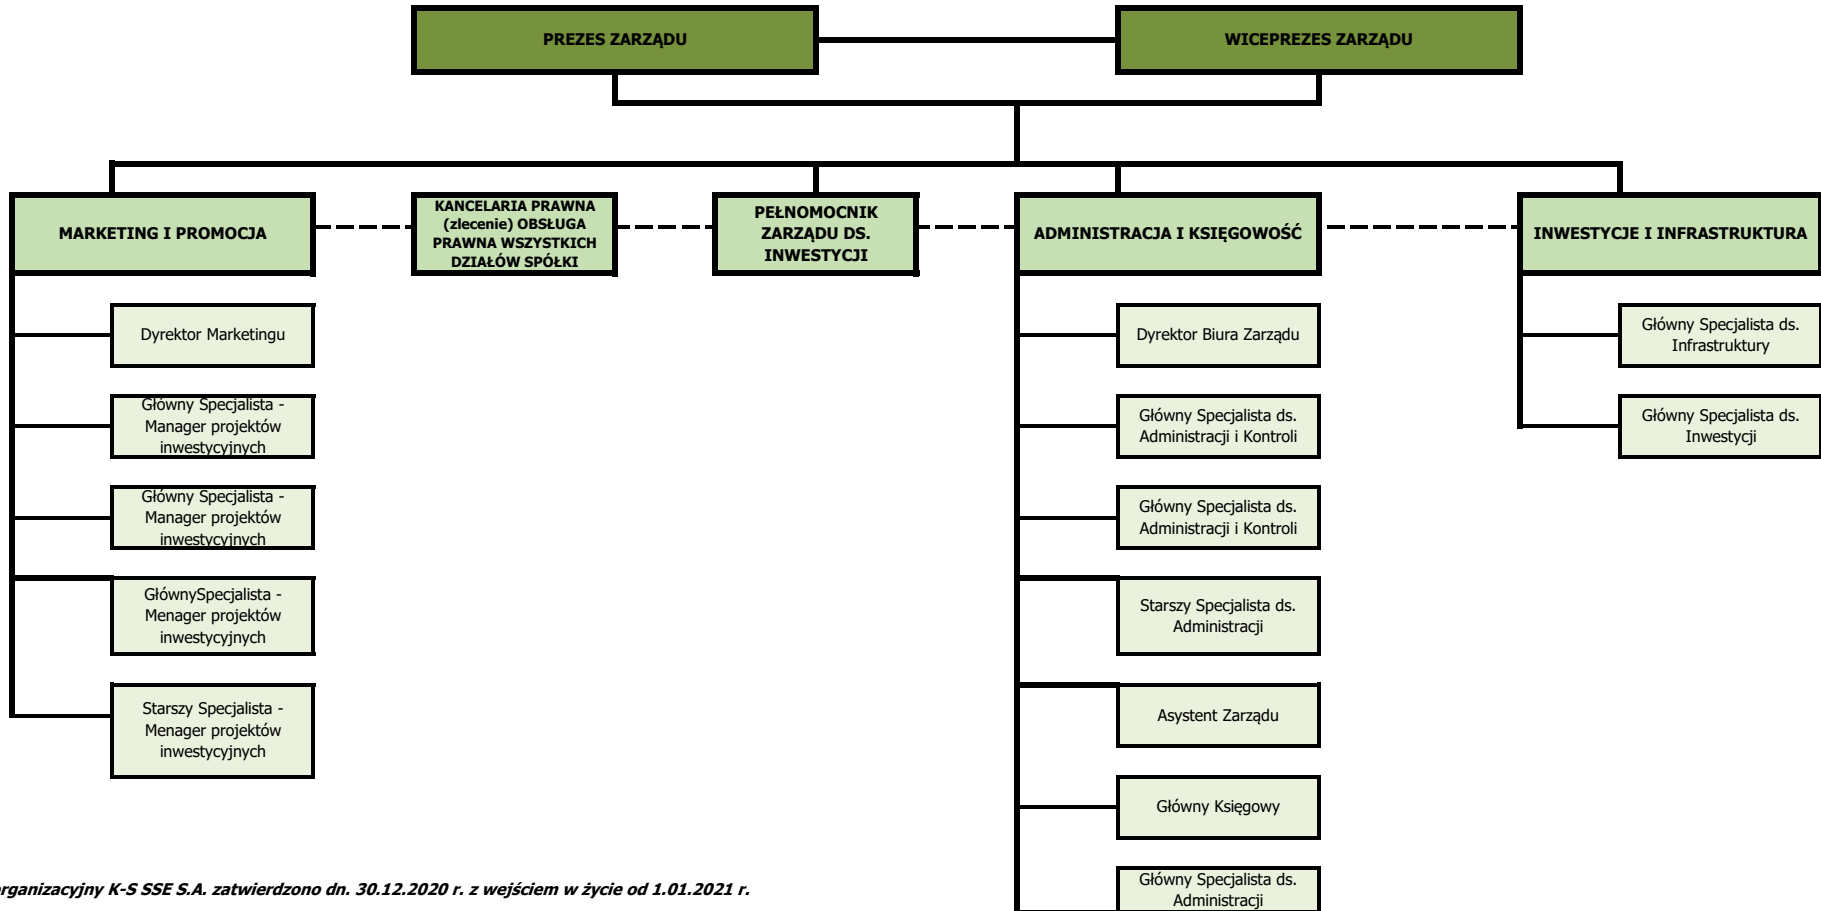 PREZES ZARZĄDU
WICEPREZES ZARZĄDU
MARKETING I PROMOCJA
KANCELARIA PRAWNA
(zlecenie) OBSŁUGA
PRAWNA WSZYSTKICH
DZIAŁÓW SPÓŁKI
PEŁNOMOCNIK
ZARZĄDU DS.
INWESTYCJI
ADMINISTRACJA I KSIĘGOWOŚĆ
INWESTYCJE I INFRASTRUKTURA
Dyrektor Marketingu
Główny Specjalista -
Manager projektów
inwestycyjnych
Główny Specjalista -
Manager projektów
inwestycyjnych
GłównySpecjalista -
Menager projektów
inwestycyjnych
Starszy Specjalista -
Menager projektów
inwestycyjnych
Dyrektor Biura Zarządu
Główny Specjalista ds.
Administracji i Kontroli
Główny Specjalista ds.
Administracji i Kontroli
Starszy Specjalista ds.
Administracji
Asystent Zarządu
Główny Księgowy
Główny Specjalista ds.
Administracji
Główny Specjalista ds.
Infrastruktury
Główny Specjalista ds.
Inwestycji
organizacyjny K-S SSE S.A. zatwierdzono dn. 30.12.2020 r. z wejściem w życie od 1.01.2021 r.